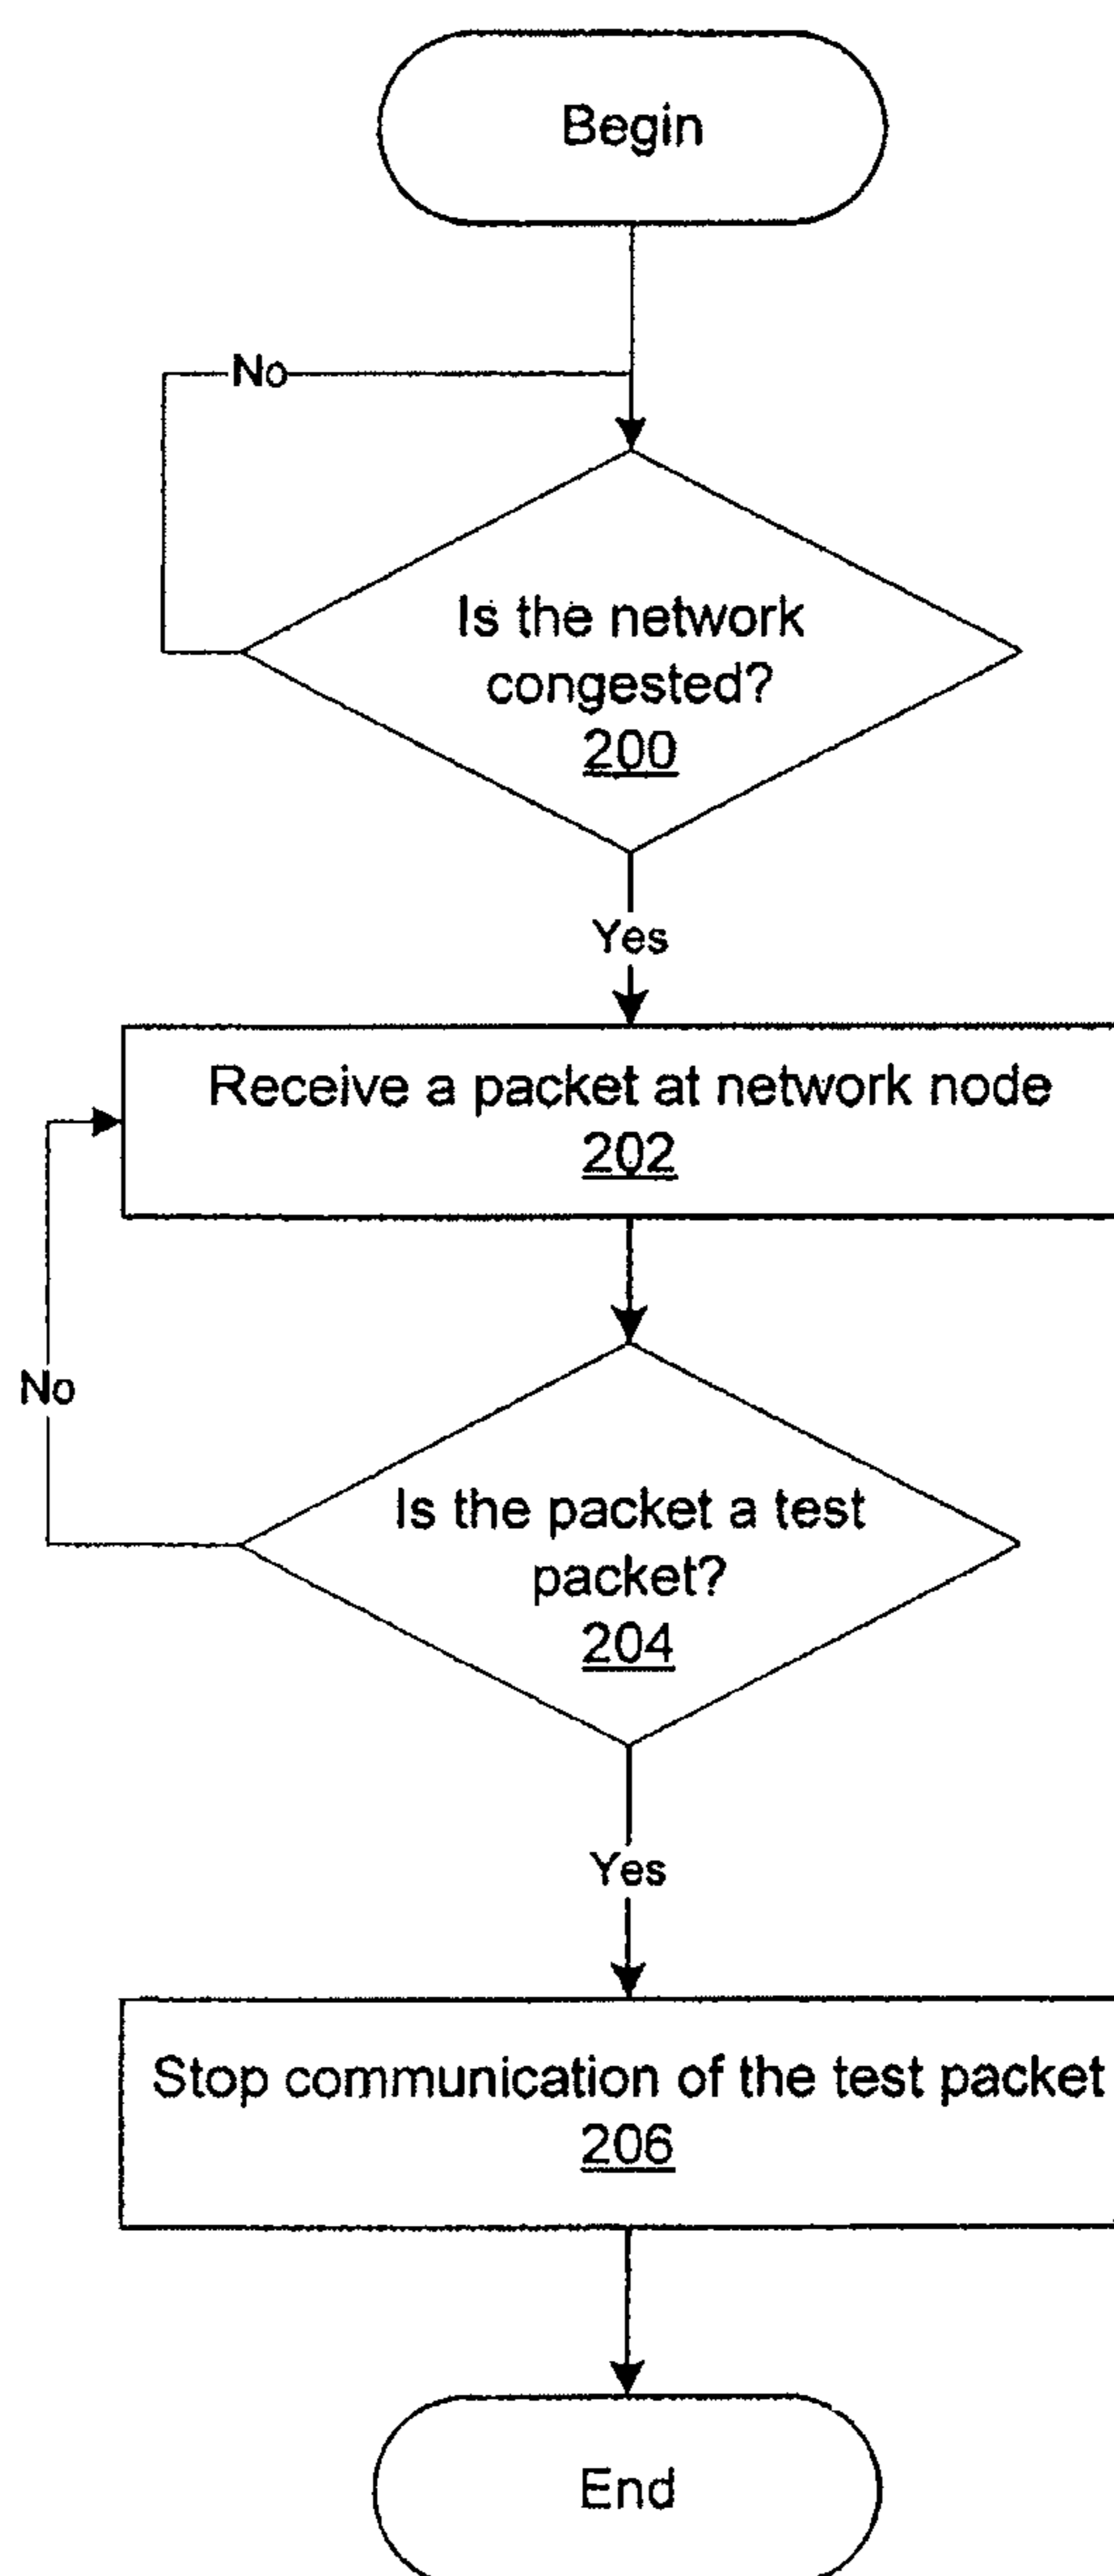 Begin
No
Is the network
congested?
200
Yes
Receive a packet at network node
202
No
Is the packet a test
packet?
204
Yes
Stop communication of the test packet
206
End